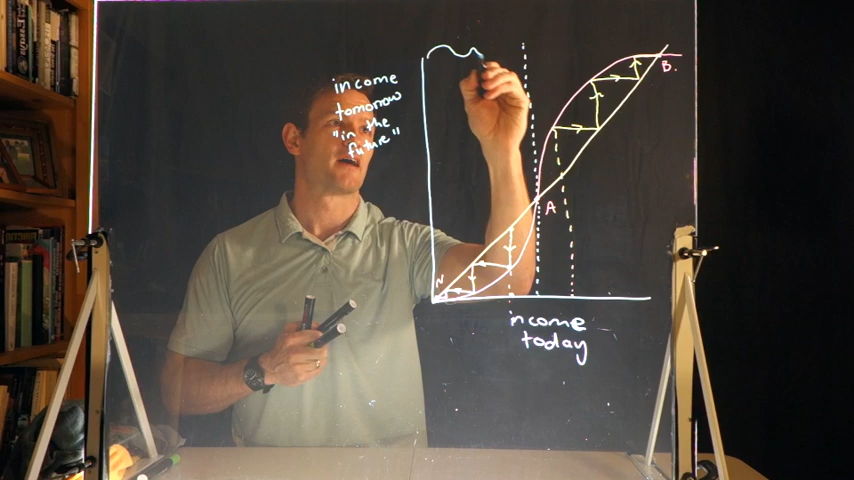 income
tomorrow
"in the
future"
B.
A
N
income
today